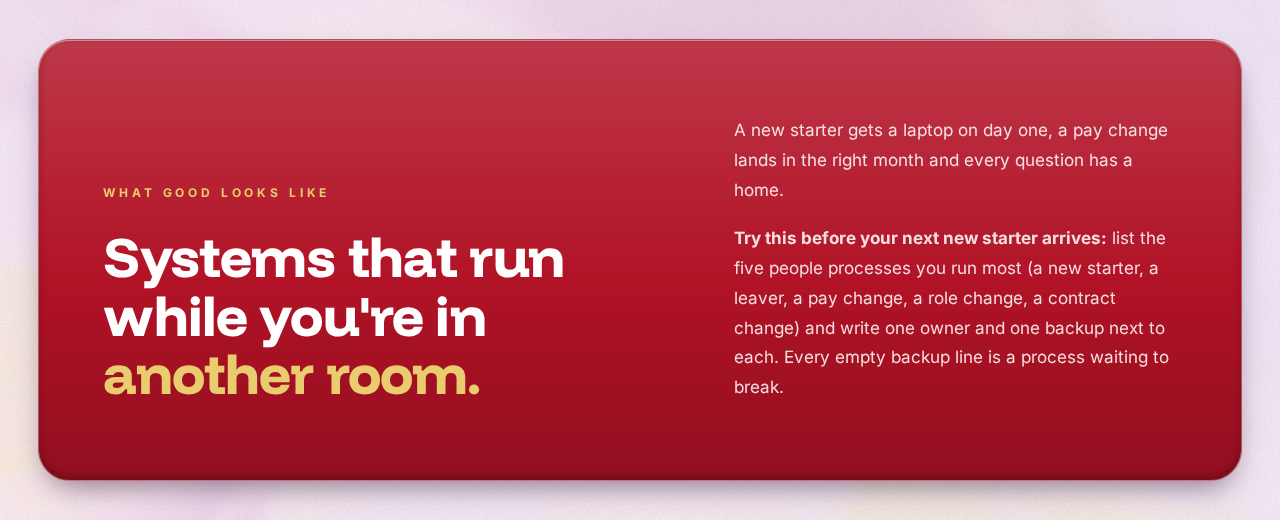 WHAT GOOD LOOKS LIKE
Systems that run
while you're in
another room.
A new starter gets a laptop on day one, a pay change
lands in the right month and every question has a
home.
Try this before your next new starter arrives: list the
five people processes you run most (a new starter, a
leaver, a pay change, a role change, a contract
change) and write one owner and one backup next to
each. Every empty backup line is a process waiting to
break.